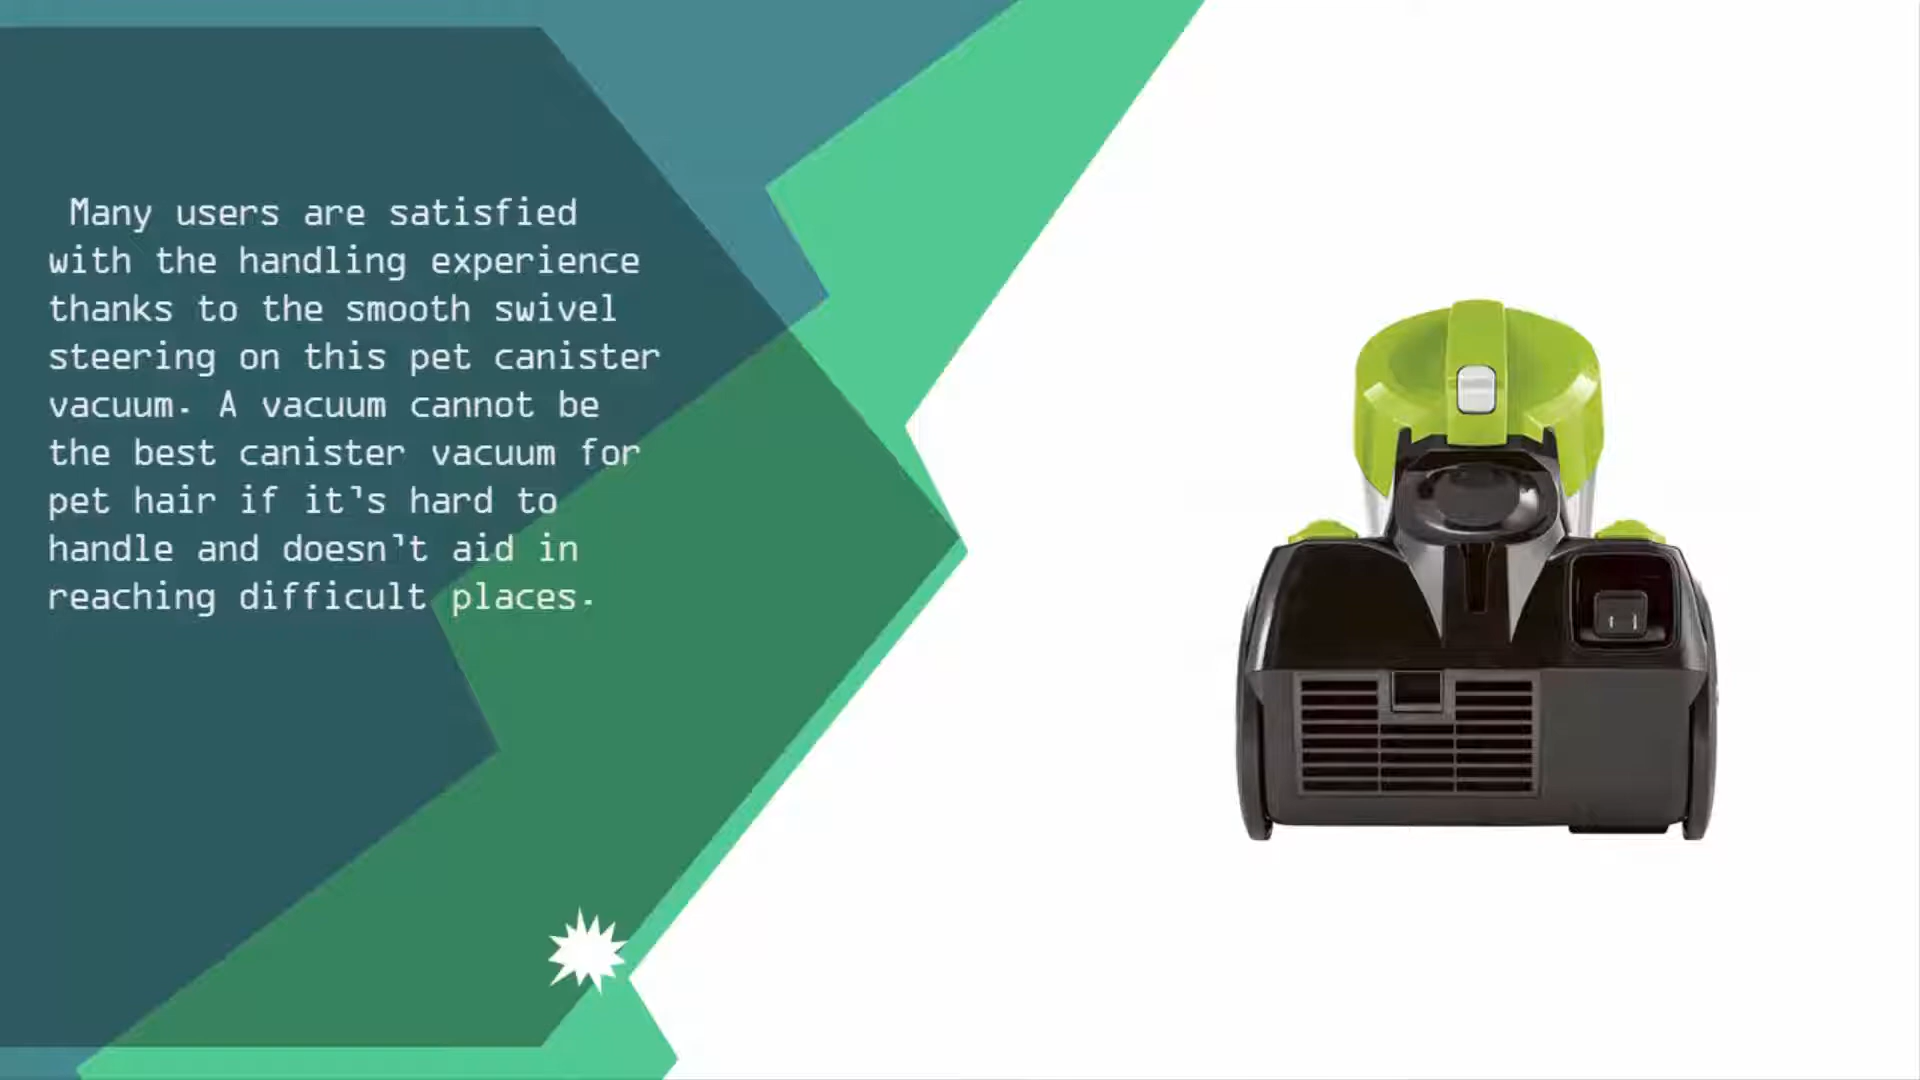 Many users are satisfied
with the handling experience
thanks to the smooth swivel
steering on this pet canister
vacuum. A vacuum cannot be
the best canister vacuum for
pet hair if it's hard to
handle and doesn't aid in
reaching difficult places.